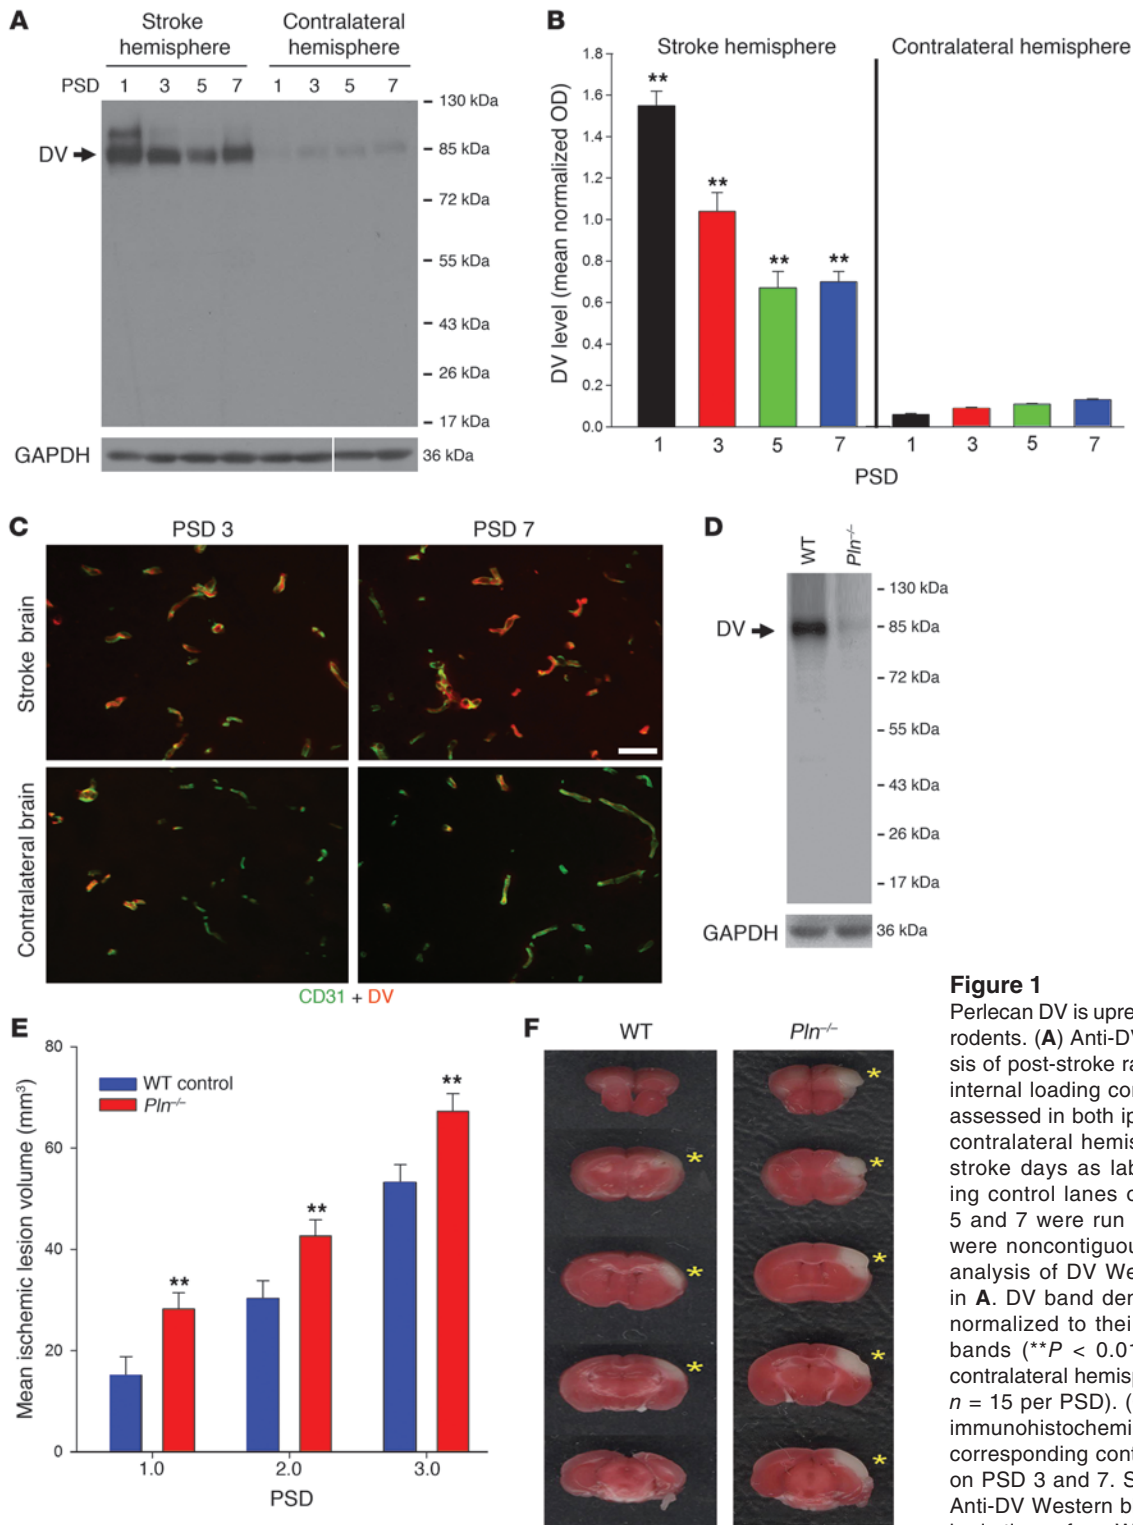 A
Stroke hemisphere
Contralateral hemisphere
PSD 1 3 5 7 1 3 5 7
130 kDa
DV
85 kDa
72 kDa
55 kDa
43 kDa
26 kDa
17 kDa
GAPDH
36 kDa
B
Stroke hemisphere
Contralateral hemisphere
DV level (mean normalized OD)
1.8
1.6
1.4
1.2
1.0
0.8
0.6
0.4
0.2
0.0
** ** ** **
1 3 5 7 1 3 5 7
PSD
C
PSD 3 PSD 7
Stroke brain
Contralateral brain
CD31 + DV
D
WT Pln–/–
130 kDa
DV
85 kDa
72 kDa
55 kDa
43 kDa
26 kDa
17 kDa
GAPDH
36 kDa
E
Mean ischemic lesion volume (mm³)
80
60
40
20
0
WT control
Pln–/–
** ** **
1.0 2.0 3.0
PSD
F
WT Pln–/–
*
* *
* *
* *
*
Figure 1
Perlecan DV is upre
rodents. (A) Anti-DV
sis of post-stroke ra
internal loading con
assessed in both ip
contralateral hemis
stroke days as lab
ing control lanes c
5 and 7 were run
were noncontiguou
analysis of DV We
in A. DV band den
normalized to thei
bands (**P < 0.01
contralateral hemisp
n = 15 per PSD). (
immunohistochemi
corresponding cont
on PSD 3 and 7. S
Anti-DV Western b